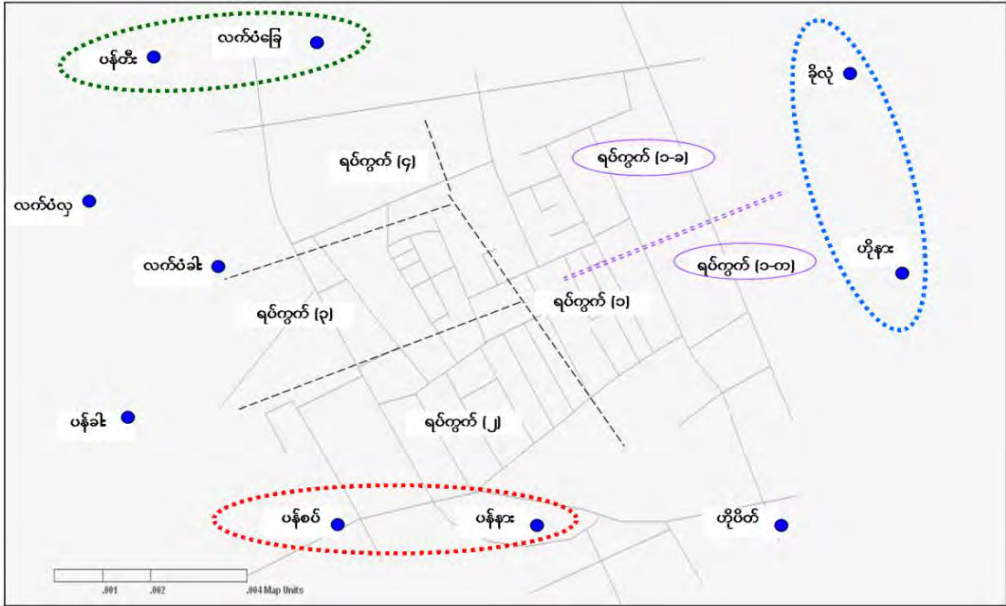 လက်ပံခြေ
ပန်တီး
ခိုလုံ
ရပ်ကွက် (၄)
ရပ်ကွက် (၁-ခ)
လက်ပံလှ
ဟိုနား
လက်ပံခါး
ရပ်ကွက် (၁-က)
ရပ်ကွက် (၁)
ရပ်ကွက် (၃)
ပန်ခါး
ရပ်ကွက် (၂)
ပန်စပ်
ပန်နား
ဟိုပိတ်
.001 .002 .004 Map Units